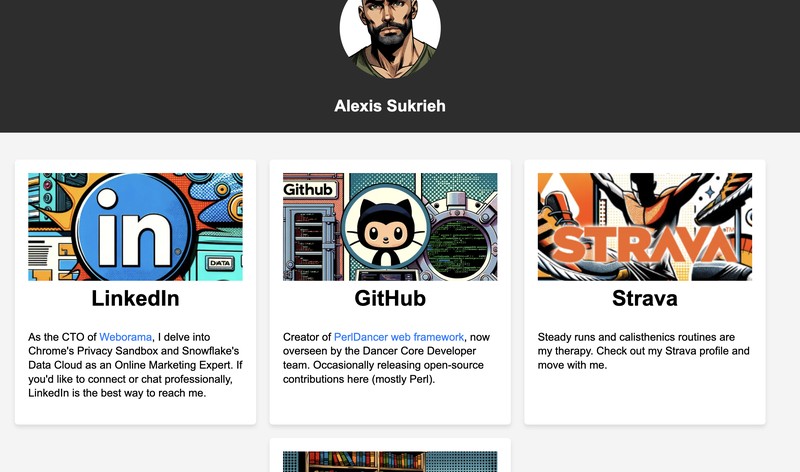 Alexis Sukrieh
in
DATA
LinkedIn
As the CTO of Weborama, I delve into
Chrome's Privacy Sandbox and Snowflake's
Data Cloud as an Online Marketing Expert. If
you'd like to connect or chat professionally,
LinkedIn is the best way to reach me.
Github
GitHub
Creator of PerlDancer web framework, now
overseen by the Dancer Core Developer
team. Occasionally releasing open-source
contributions here (mostly Perl).
STRAVA™
Strava
Steady runs and calisthenics routines are
my therapy. Check out my Strava profile and
move with me.